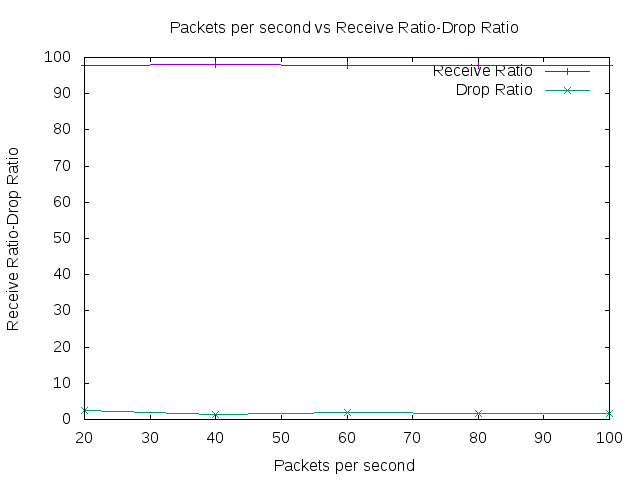 Packets per second vs Receive Ratio-Drop Ratio
Receive Ratio-Drop Ratio
100
90
80
70
60
50
40
30
20
10
0
Receive Ratio
Drop Ratio
20 30 40 50 60 70 80 90 100
Packets per second